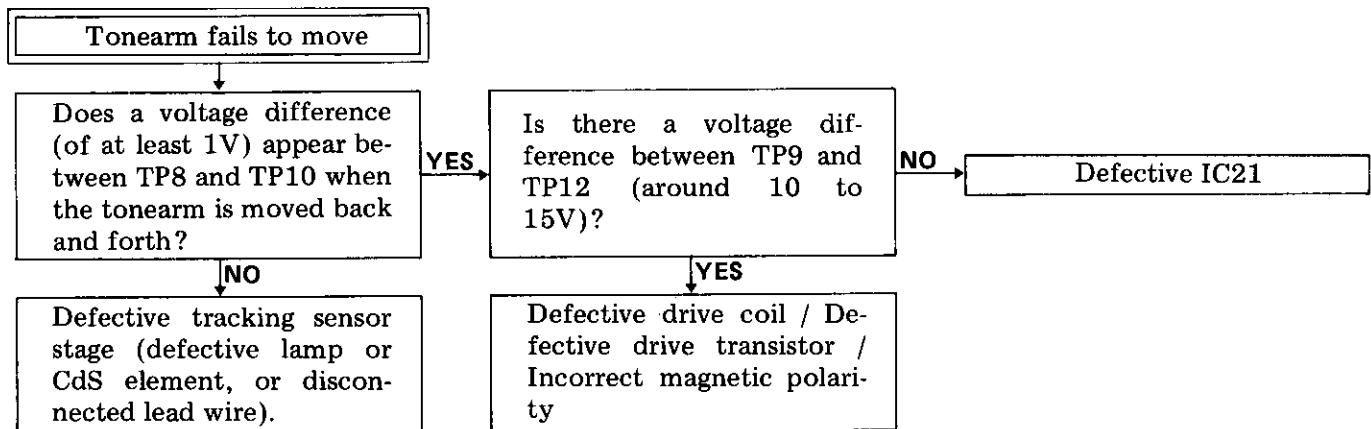 Tonearm fails to move
Does a voltage difference
(of at least 1V) appear be-
tween TP8 and TP10 when
the tonearm is moved back
and forth?
YES
Is there a voltage dif-
ference between TP9 and
TP12 (around 10 to
15V)?
NO
Defective IC21
NO
Defective tracking sensor
stage (defective lamp or
CdS element, or discon-
nected lead wire).
YES
Defective drive coil / De-
fective drive transistor /
Incorrect magnetic polari-
ty